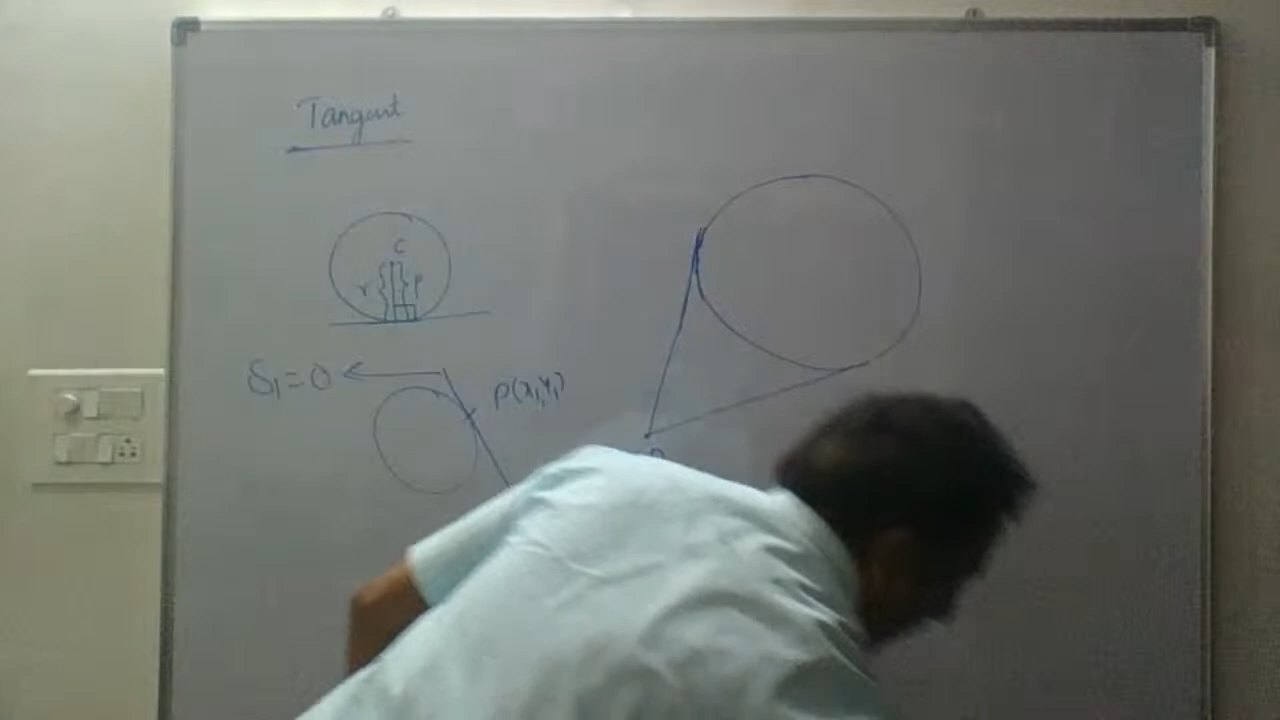 Tangent
C
r p
S₁=0
P(x₁,y₁)